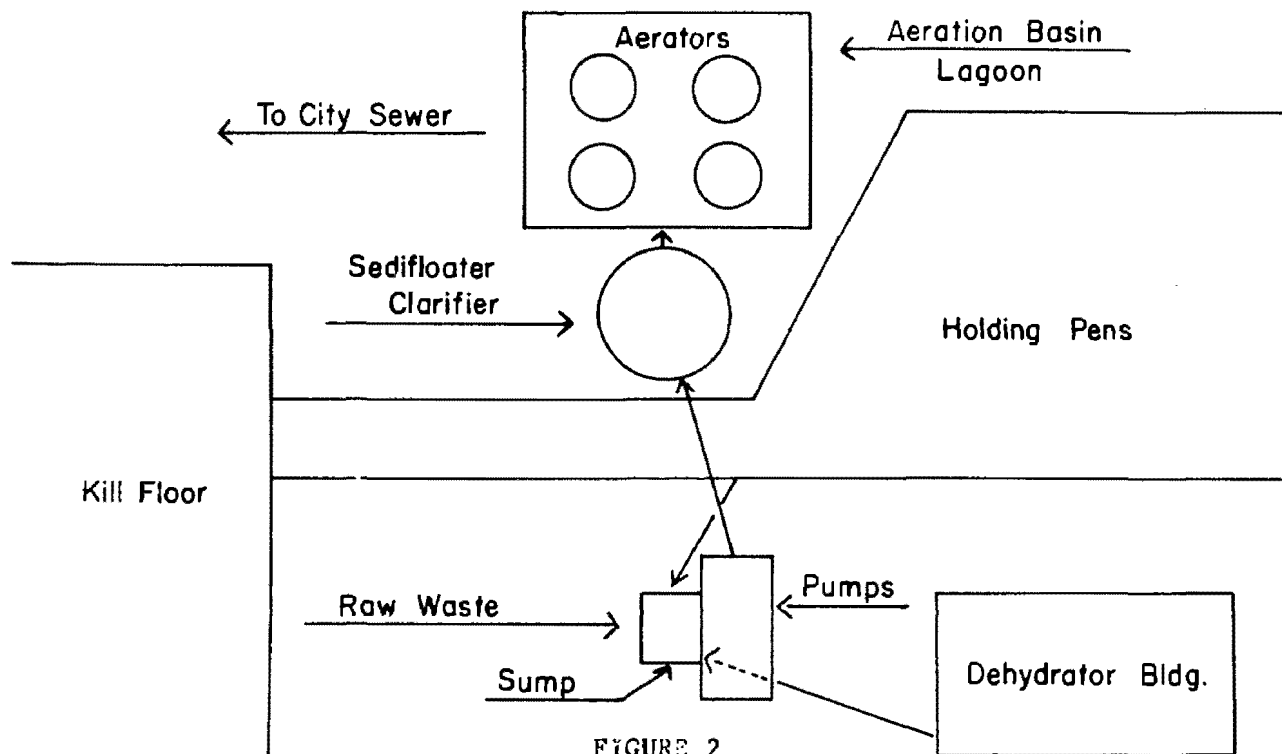 Aerators
Aeration Basin
Lagoon
To City Sewer
Sedifloater
Clarifier
Holding Pens
Kill Floor
Raw Waste
Pumps
Sump
Dehydrator Bldg.
FIGURE 2